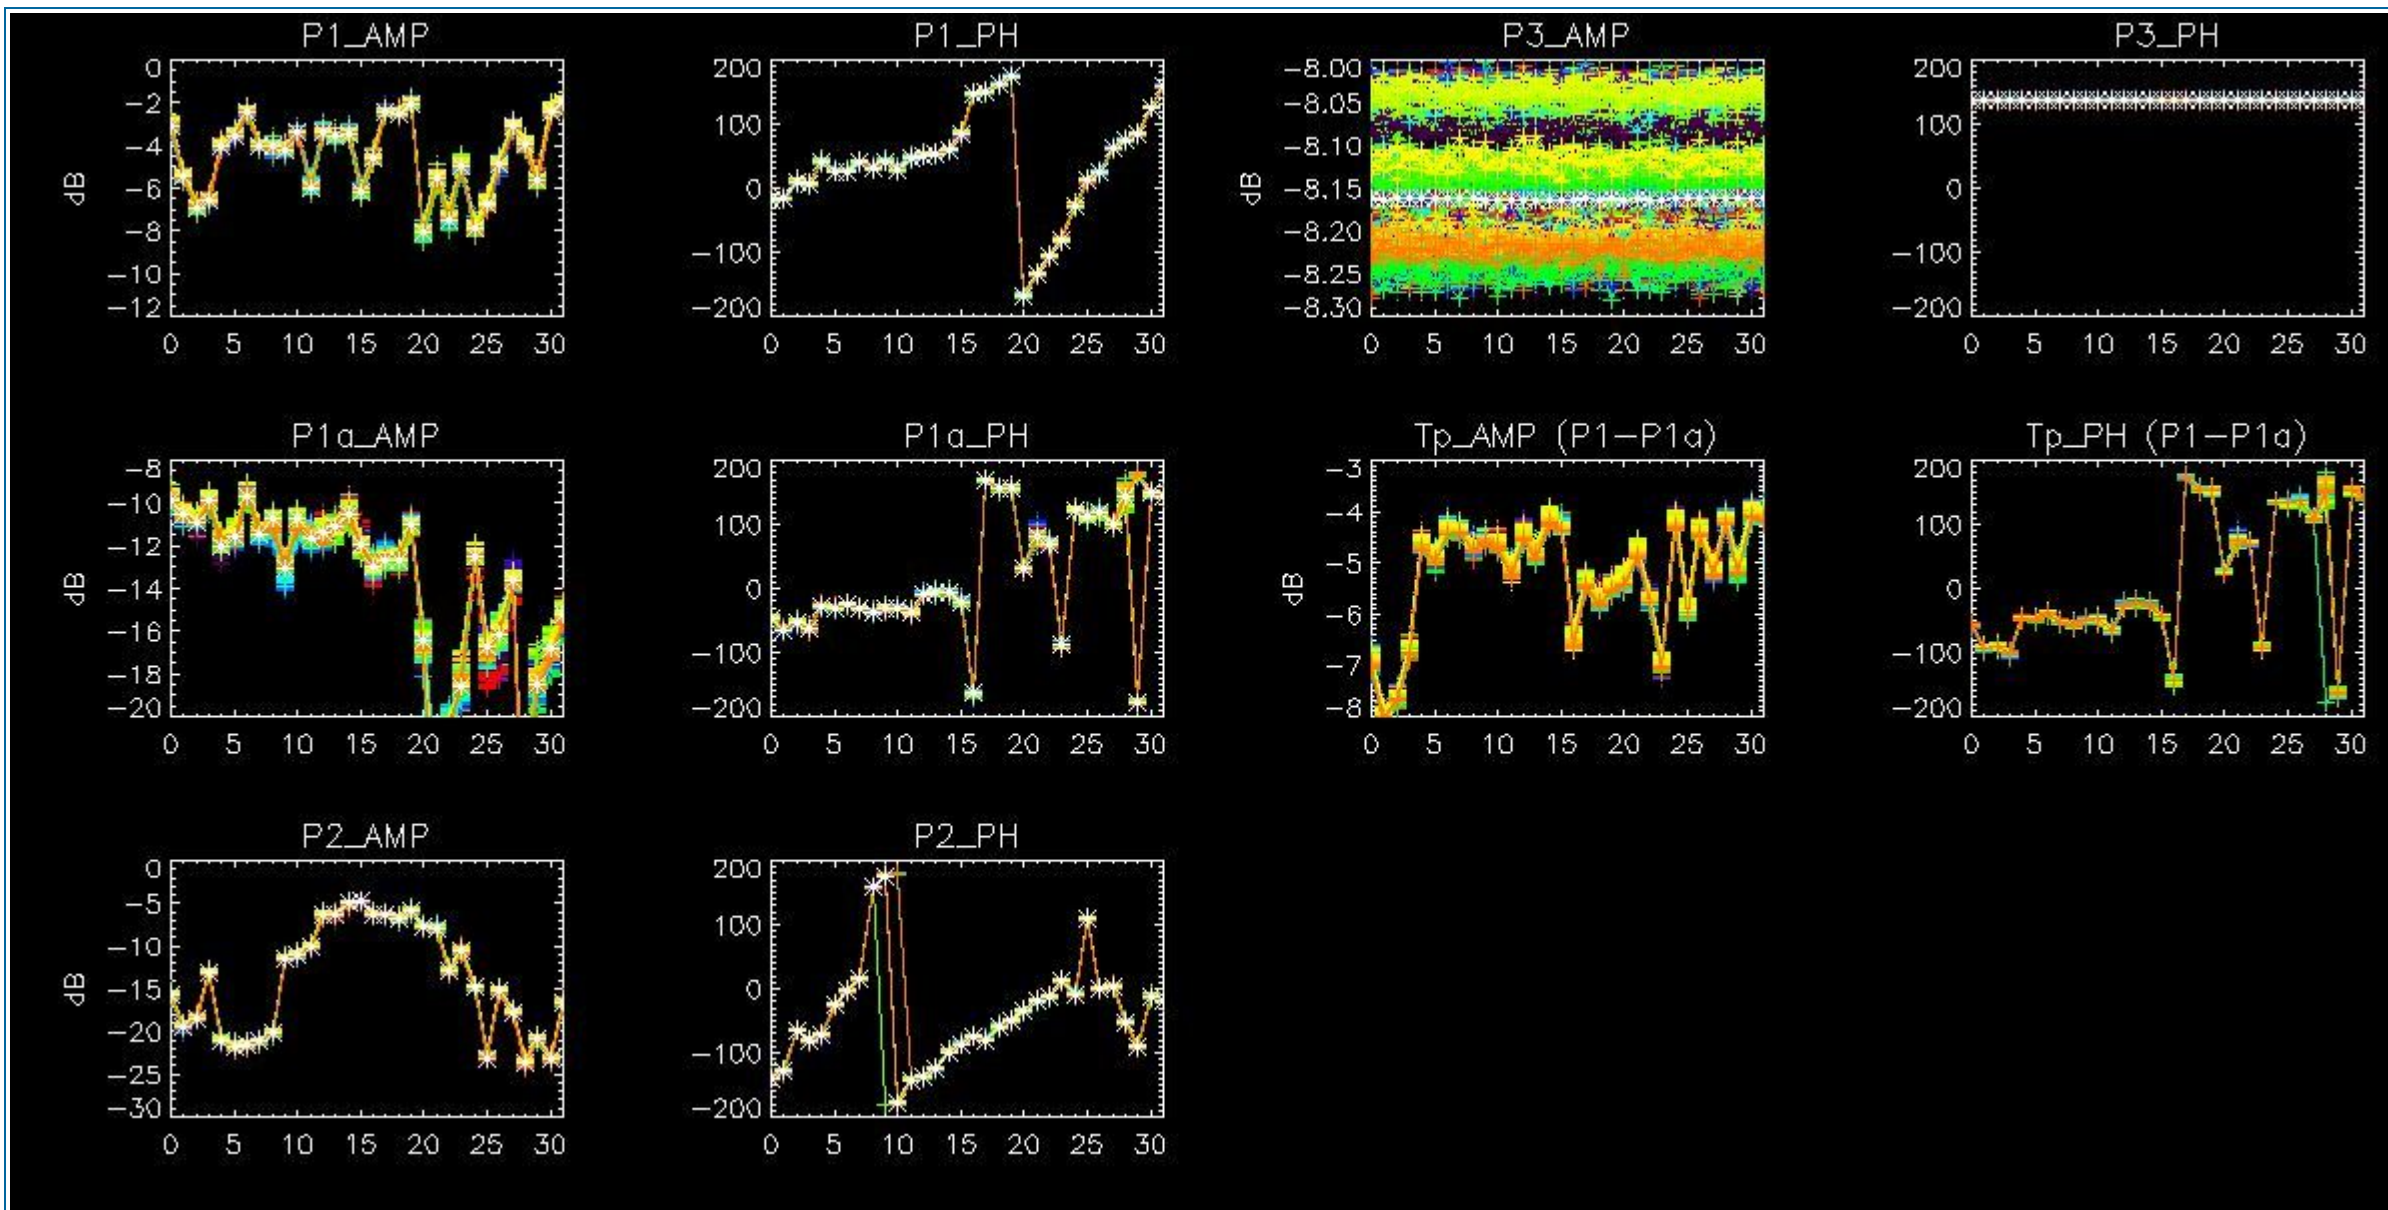 P1_AMP P1_PH P3_AMP P3_PH
0 200 -8.00 200
-2 100 -8.05 100
-4 0 -8.10 0
-6 -100 -8.15 -100
-8 -200 -8.20 -200
-10 -8.25
-12 -8.30
dB dB
0 5 10 15 20 25 30 0 5 10 15 20 25 30 0 5 10 15 20 25 30 0 5 10 15 20 25 30
P1a_AMP P1a_PH Tp_AMP (P1-P1a) Tp_PH (P1-P1a)
-8 200 -3 200
-10 100 -4 100
-12 0 -5 0
-14 -100 -6 -100
-16 -200 -7 -200
-18 -8
-20
dB dB
0 5 10 15 20 25 30 0 5 10 15 20 25 30 0 5 10 15 20 25 30 0 5 10 15 20 25 30
P2_AMP P2_PH
0 200
-5 100
-10 0
-15 -100
-20 -200
-25
-30
dB
0 5 10 15 20 25 30 0 5 10 15 20 25 30